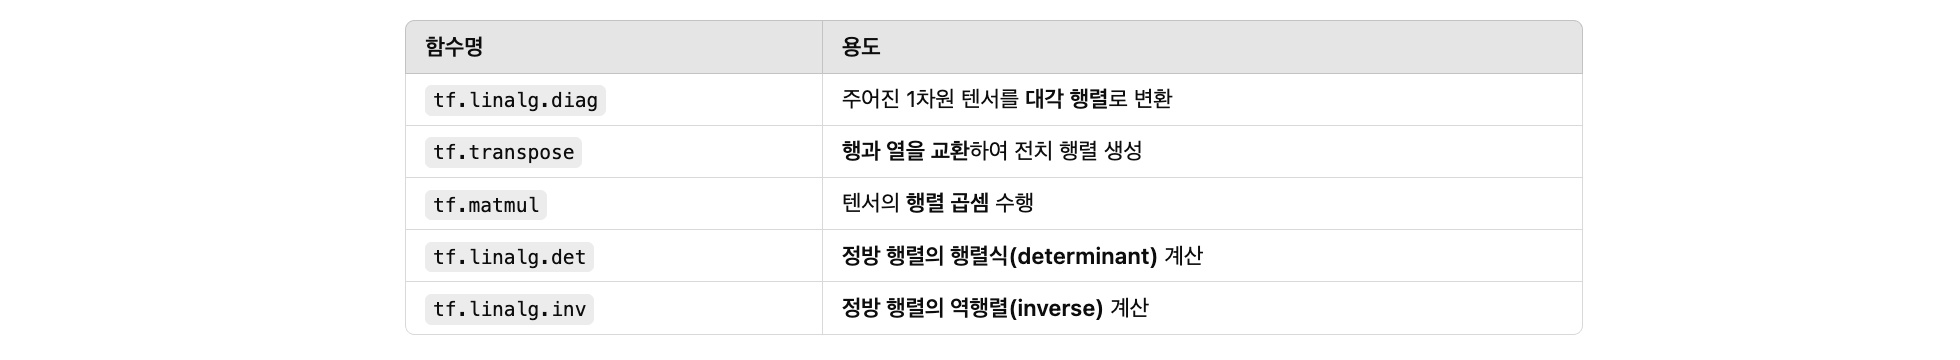 함수명 용도
tf.linalg.diag 주어진 1차원 텐서를 대각 행렬로 변환
tf.transpose 행과 열을 교환하여 전치 행렬 생성
tf.matmul 텐서의 행렬 곱셈 수행
tf.linalg.det 정방 행렬의 행렬식(determinant) 계산
tf.linalg.inv 정방 행렬의 역행렬(inverse) 계산